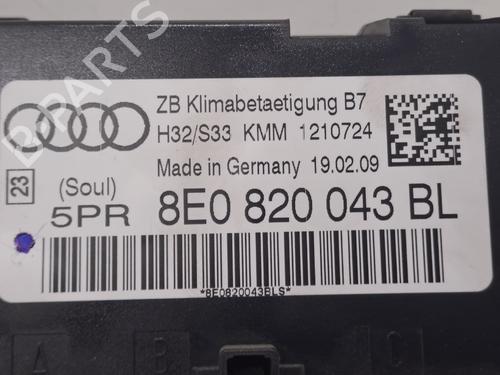 ZB Klimabetaetigung B7
H32/S33 KMM 1210724
Made in Germany 19.02.09
23
(Soul)
5PR 8E0 820 043 BL
*8E0820043BLS*
A B C
B-PARTS